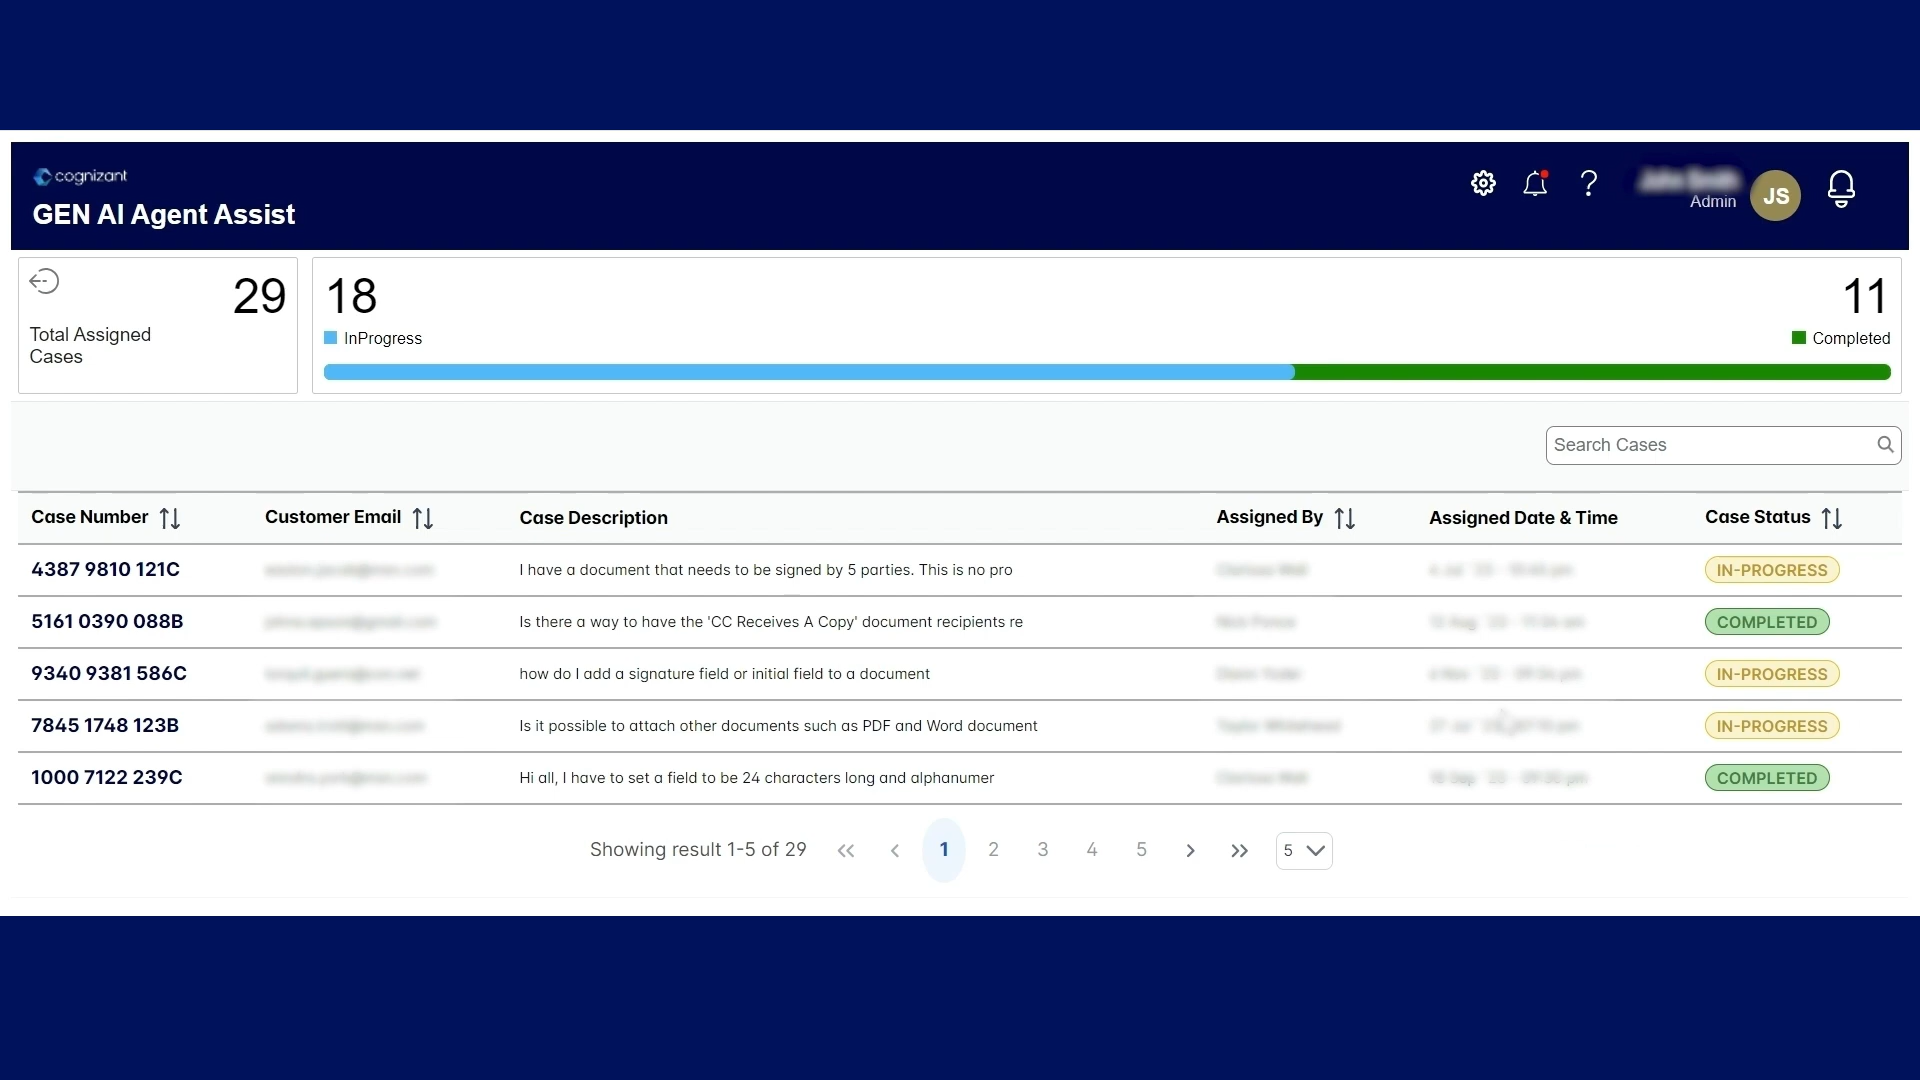 cognizant
GEN AI Agent Assist
Admin
JS
29
Total Assigned
Cases
18
InProgress
11
Completed
Search Cases
Case Number Customer Email Case Description Assigned By Assigned Date & Time Case Status
4387 9810 121C I have a document that needs to be signed by 5 parties. This is no pro IN-PROGRESS
5161 0390 088B Is there a way to have the 'CC Receives A Copy' document recipients re COMPLETED
9340 9381 586C how do I add a signature field or initial field to a document IN-PROGRESS
7845 1748 123B Is it possible to attach other documents such as PDF and Word document IN-PROGRESS
1000 7122 239C Hi all, I have to set a field to be 24 characters long and alphanumer COMPLETED
Showing result 1-5 of 29 << < 1 2 3 4 5 > >> 5